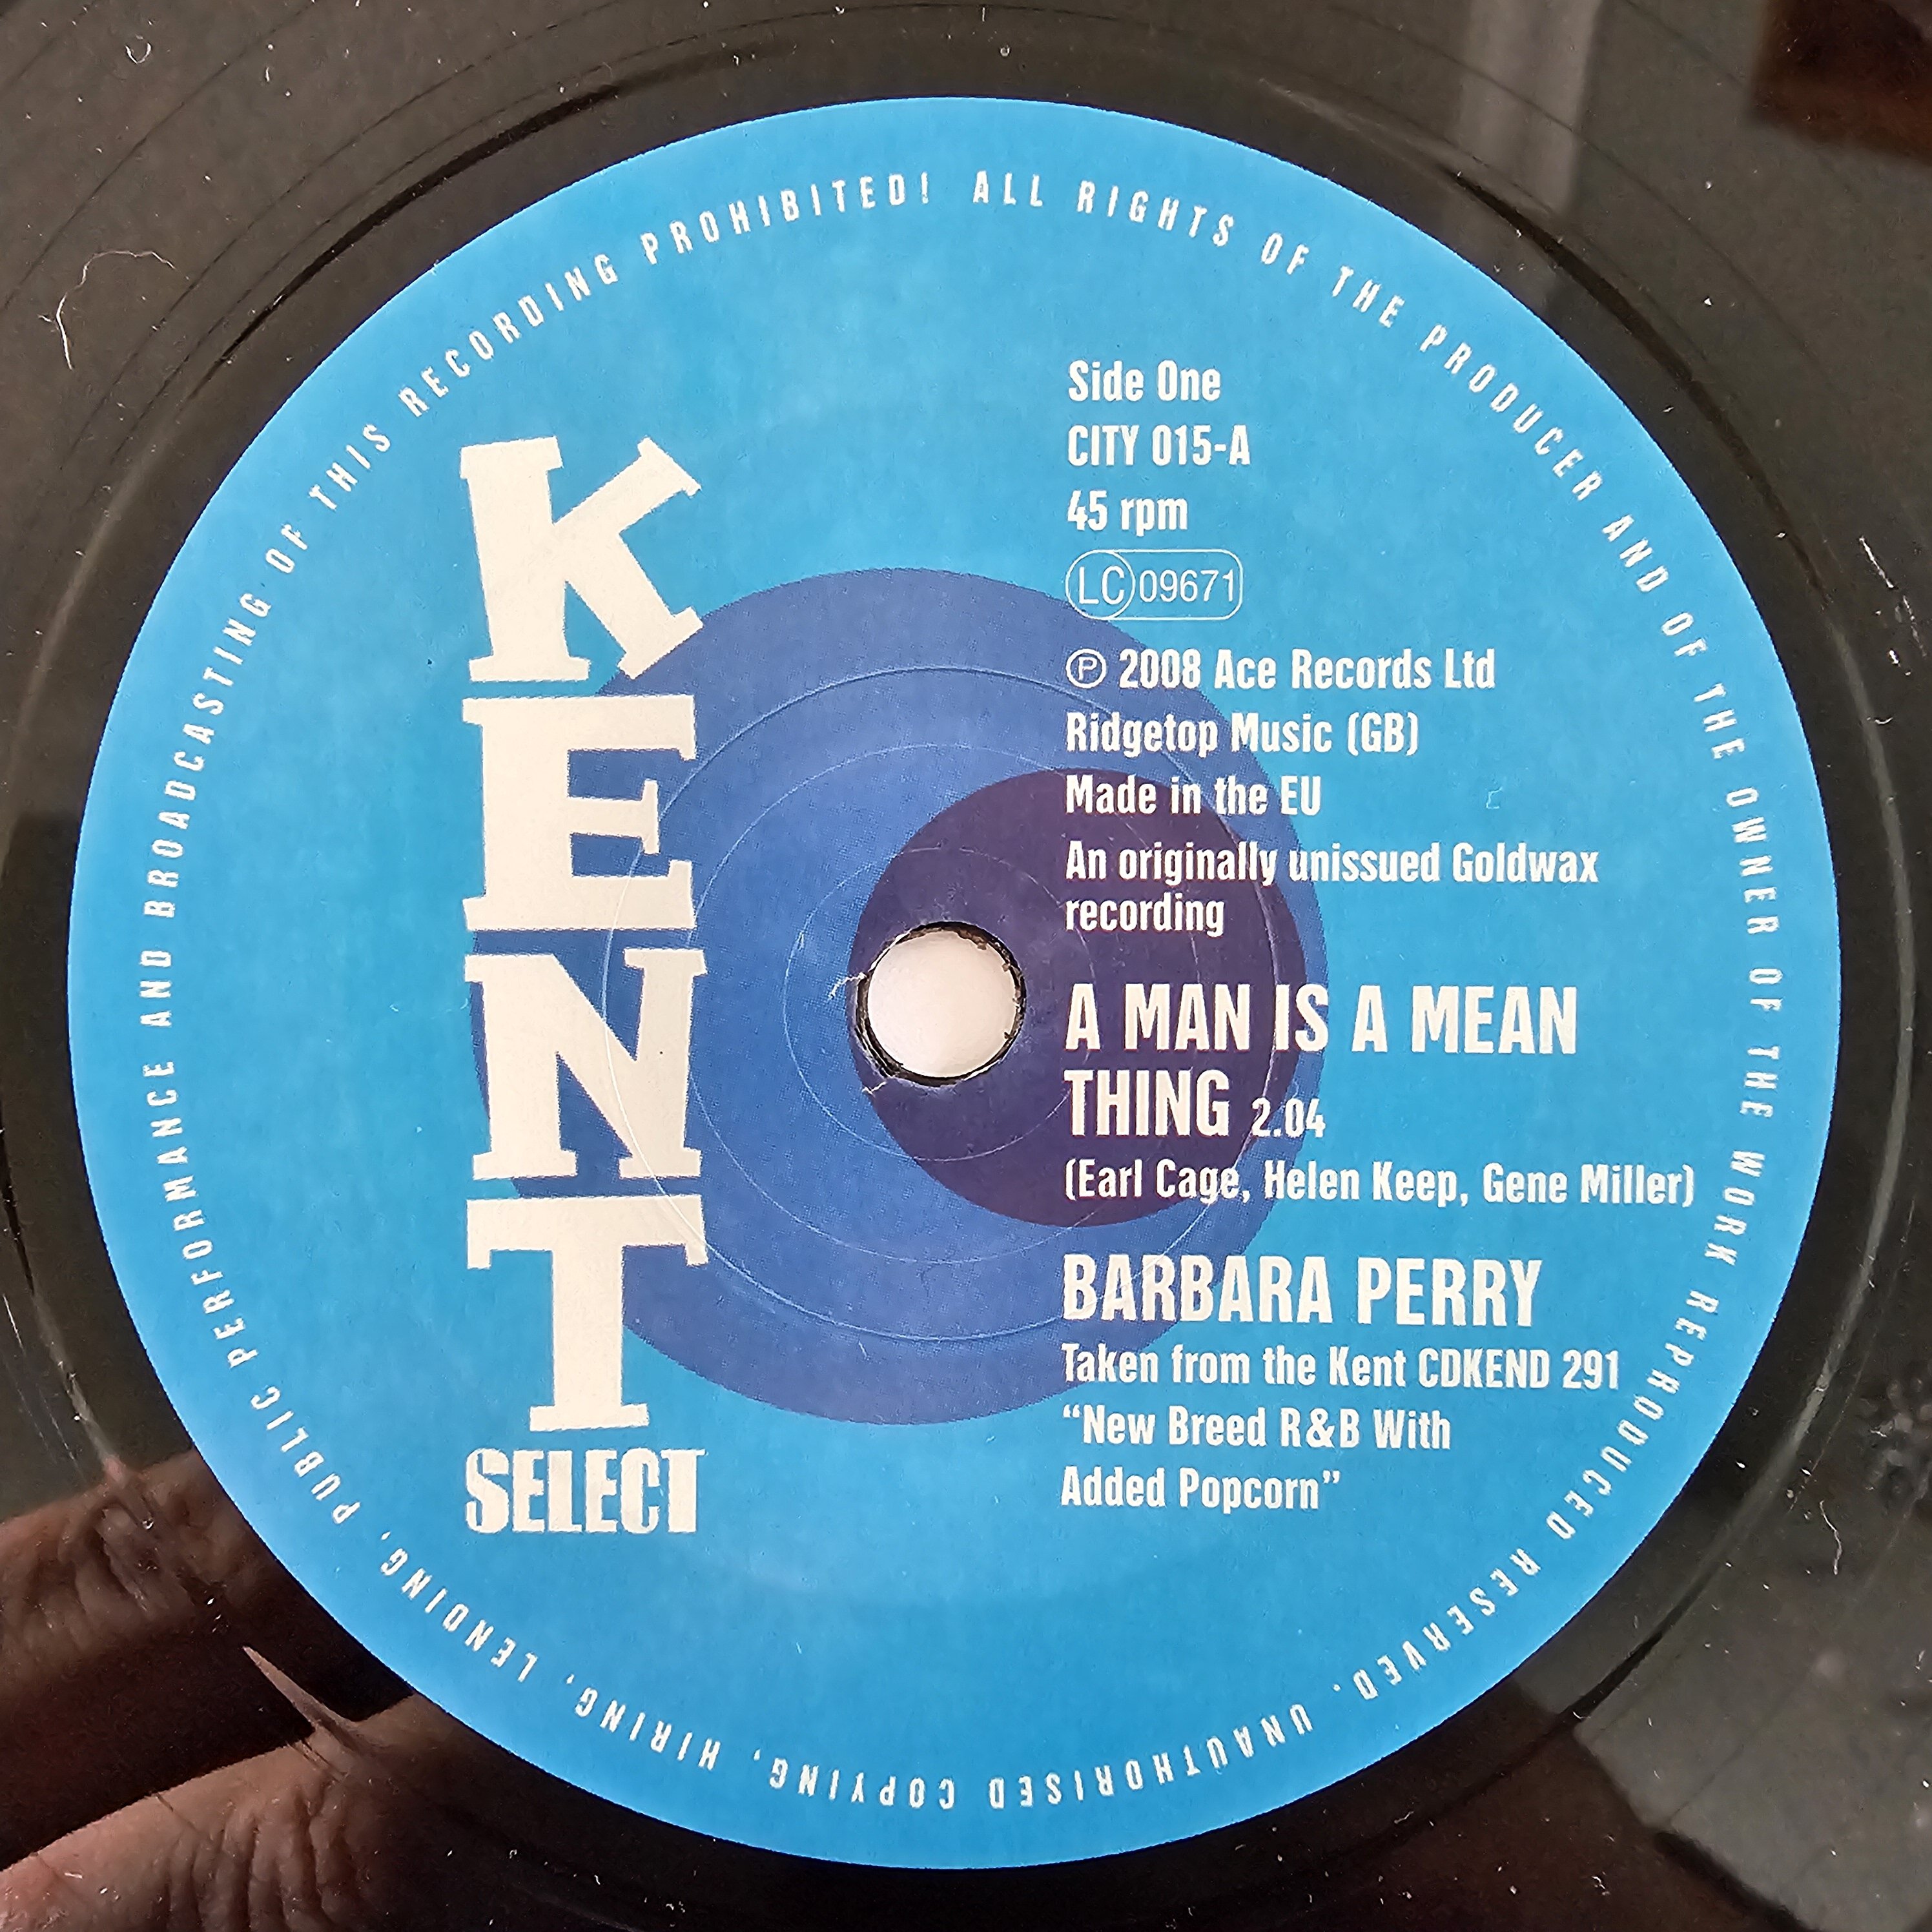 KENT
SELECT
Side One
CITY 015-A
45 rpm
LC 09671
℗ 2008 Ace Records Ltd
Ridgetop Music (GB)
Made in the EU
An originally unissued Goldwax
recording
A MAN IS A MEAN
THING 2.04
(Earl Cage, Helen Keep, Gene Miller)
BARBARA PERRY
Taken from the Kent CDKEND 291
“New Breed R&B With
Added Popcorn”
ALL RIGHTS OF THE PRODUCER AND OF THE OWNER OF THE WORK REPRODUCED RESERVED. UNAUTHORISED COPYING, HIRING, LENDING, PUBLIC PERFORMANCE AND BROADCASTING OF THIS RECORDING PROHIBITED!